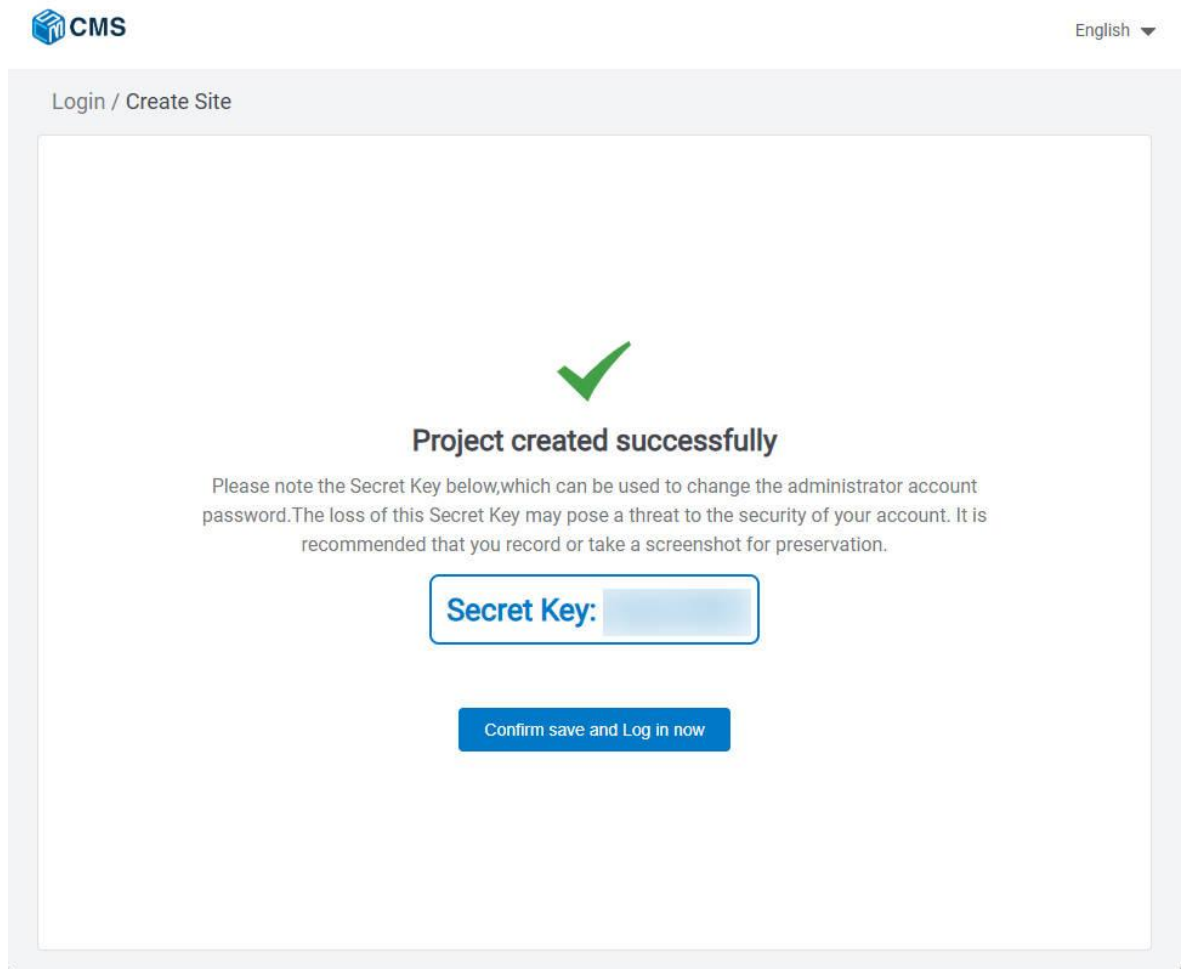 CMS
English
Login / Create Site
Project created successfully
Please note the Secret Key below,which can be used to change the administrator account
password.The loss of this Secret Key may pose a threat to the security of your account. It is
recommended that you record or take a screenshot for preservation.
Secret Key:
Confirm save and Log in now